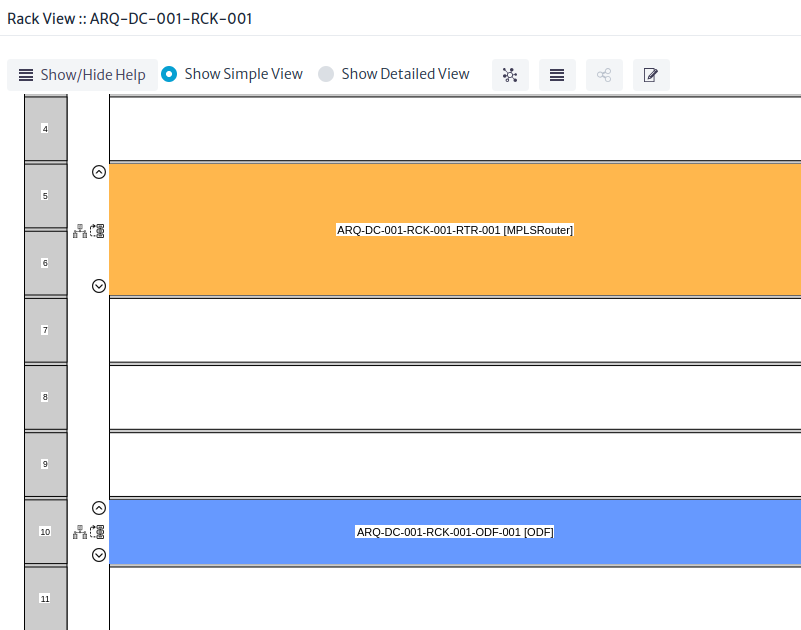 Rack View :: ARQ-DC-001-RCK-001
Show/Hide Help Show Simple View Show Detailed View
4
5
ARQ-DC-001-RCK-001-RTR-001 [MPLSRouter]
6
7
8
9
10 ARQ-DC-001-RCK-001-ODF-001 [ODF]
11